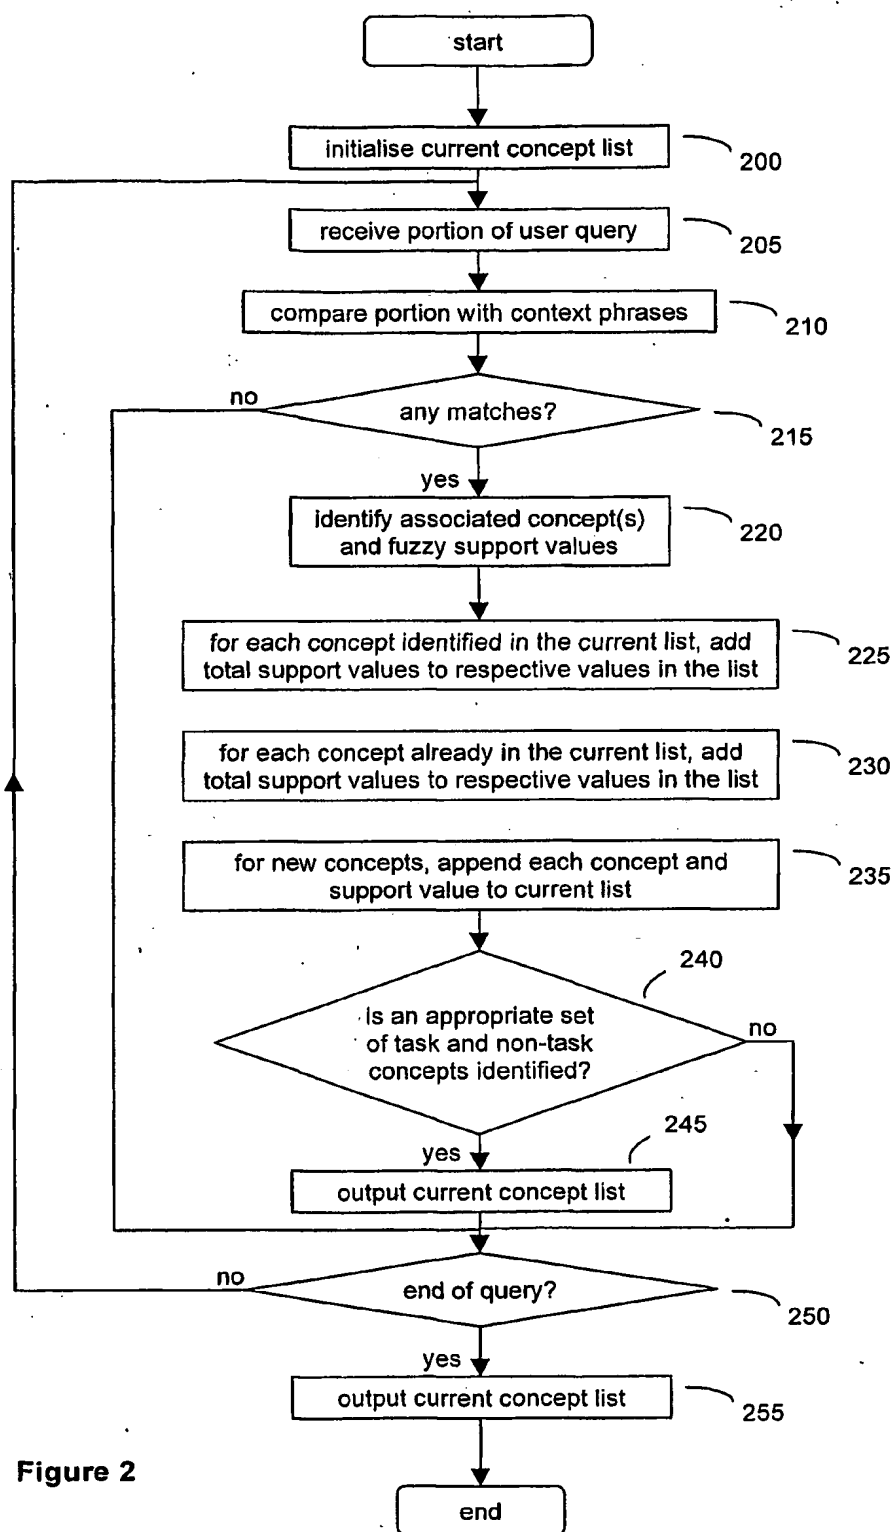 start
initialise current concept list
200
receive portion of user query
205
compare portion with context phrases
210
no
any matches?
215
yes
identify associated concept(s)
and fuzzy support values
220
for each concept identified in the current list, add
total support values to respective values in the list
225
for each concept already in the current list, add
total support values to respective values in the list
230
for new concepts, append each concept and
support value to current list
235
240
Is an appropriate set
of task and non-task
concepts identified?
no
yes
245
output current concept list
no
end of query?
250
yes
output current concept list
255
Figure 2
end